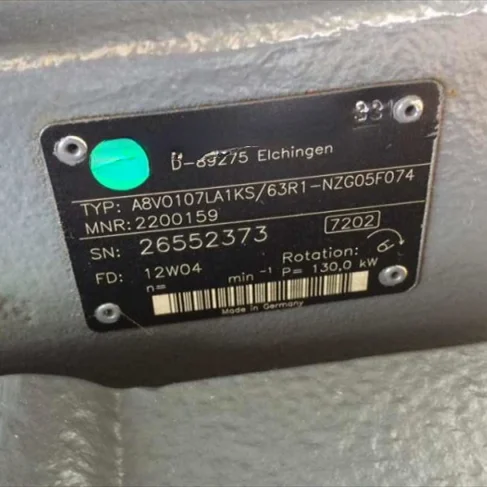 331
D-89275 Elchingen
TYP: A8VO107LA1KS/63R1-NZG05F074
MNR: 2200159
SN: 26552373 7202
FD: 12W04 Rotation:
n= min⁻¹ P= 130,0 kW
Made in Germany